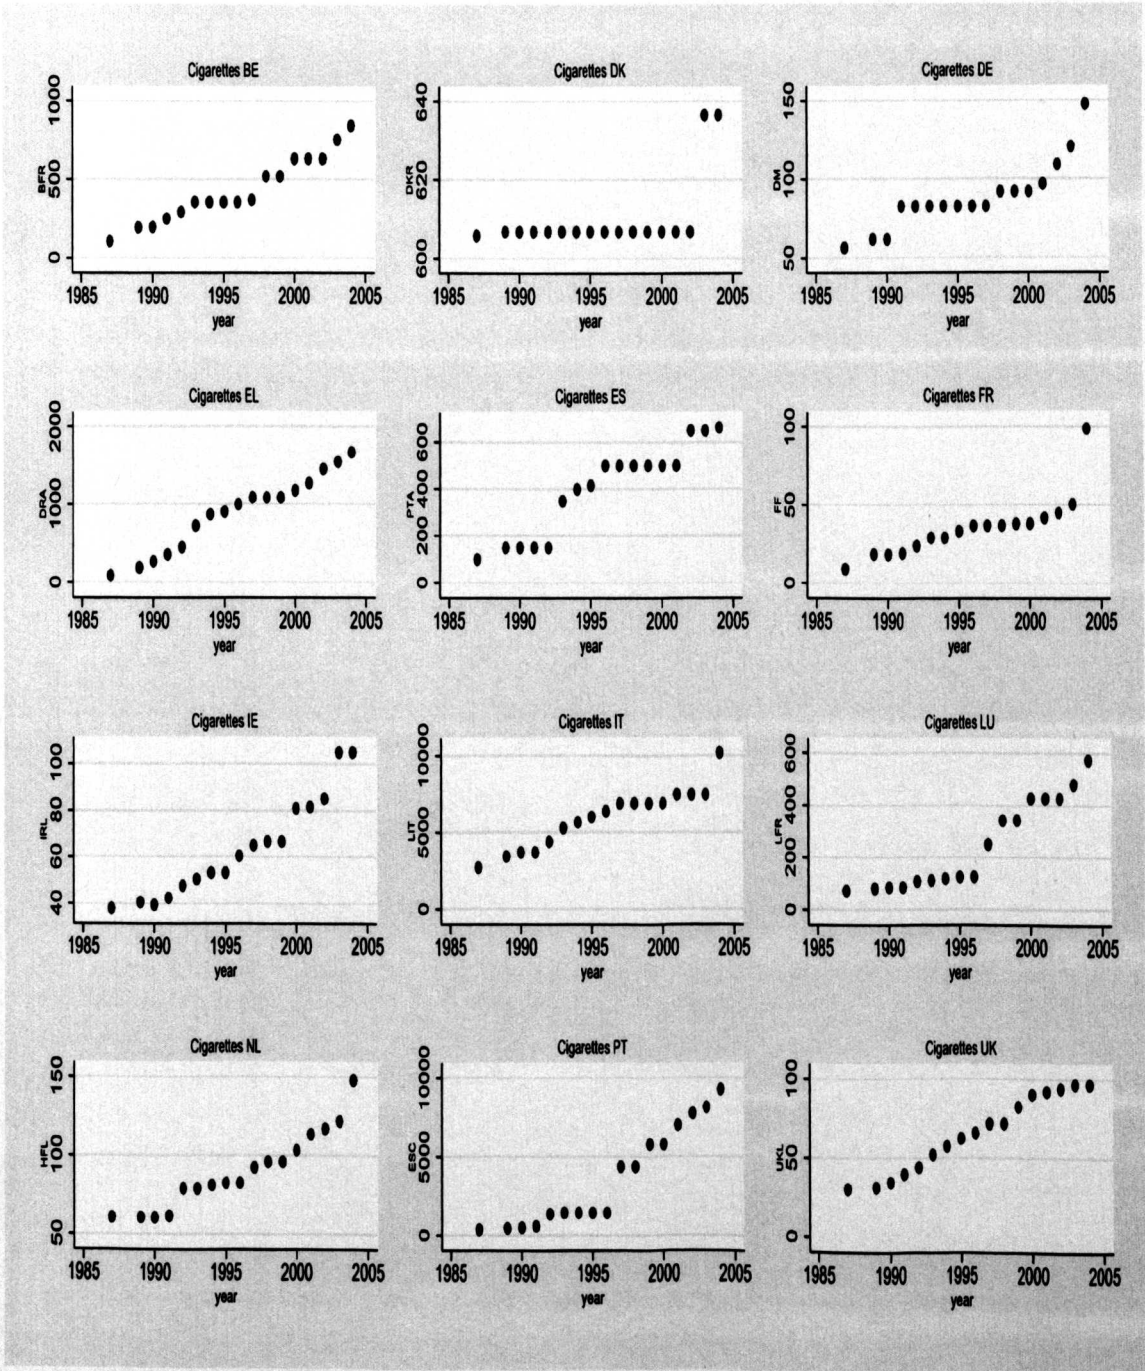 Cigarettes BE
BFR
1000
500
0
1985 1990 1995 2000 2005
year
Cigarettes DK
DKR
640
620
600
1985 1990 1995 2000 2005
year
Cigarettes DE
DM
150
100
50
1985 1990 1995 2000 2005
year
Cigarettes EL
DRA
2000
1000
0
1985 1990 1995 2000 2005
year
Cigarettes ES
PTA
600
400
200
0
1985 1990 1995 2000 2005
year
Cigarettes FR
FF
100
50
0
1985 1990 1995 2000 2005
year
Cigarettes IE
IRL
100
80
60
40
1985 1990 1995 2000 2005
year
Cigarettes IT
LIT
10000
5000
0
1985 1990 1995 2000 2005
year
Cigarettes LU
LFR
600
400
200
0
1985 1990 1995 2000 2005
year
Cigarettes NL
HFL
150
100
50
1985 1990 1995 2000 2005
year
Cigarettes PT
ESC
10000
5000
0
1985 1990 1995 2000 2005
year
Cigarettes UK
UKL
100
50
0
1985 1990 1995 2000 2005
year